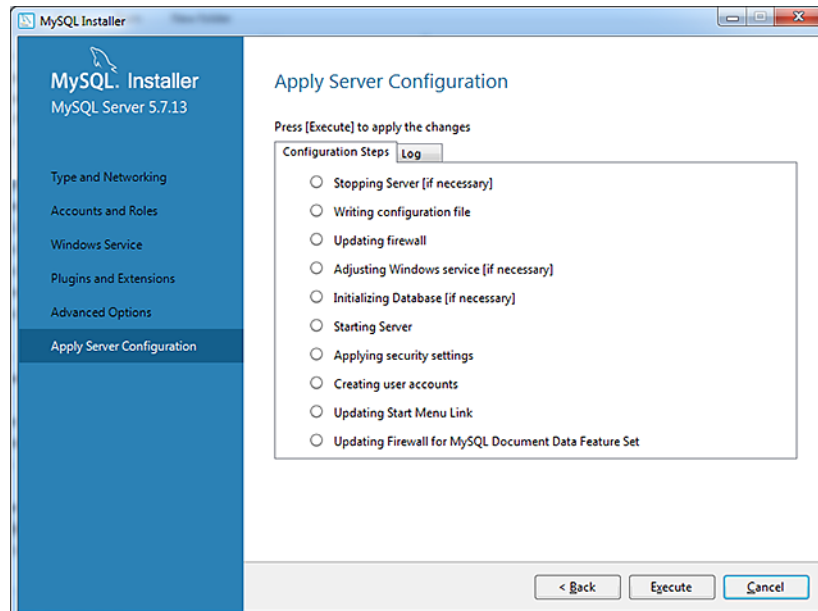 MySQL Installer
MySQL. Installer
MySQL Server 5.7.13
Type and Networking
Accounts and Roles
Windows Service
Plugins and Extensions
Advanced Options
Apply Server Configuration
Apply Server Configuration
Press [Execute] to apply the changes
Configuration Steps Log
Stopping Server [if necessary]
Writing configuration file
Updating firewall
Adjusting Windows service [if necessary]
Initializing Database [if necessary]
Starting Server
Applying security settings
Creating user accounts
Updating Start Menu Link
Updating Firewall for MySQL Document Data Feature Set
< Back Execute Cancel